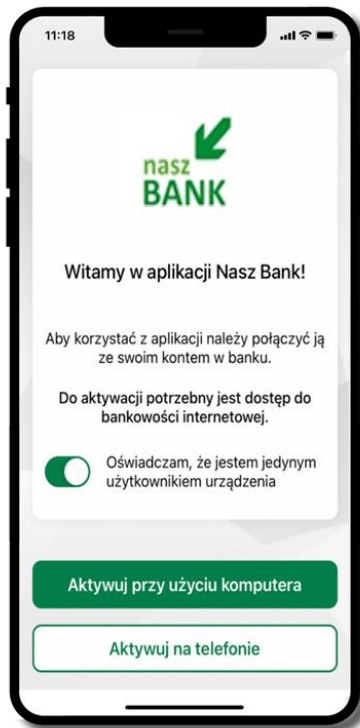 11:18
nasz
BANK
Witamy w aplikacji Nasz Bank!
Aby korzystać z aplikacji należy połączyć ją
ze swoim kontem w banku.
Do aktywacji potrzebny jest dostęp do
bankowości internetowej.
Oświadczam, że jestem jedynym
użytkownikiem urządzenia
Aktywuj przy użyciu komputera
Aktywuj na telefonie